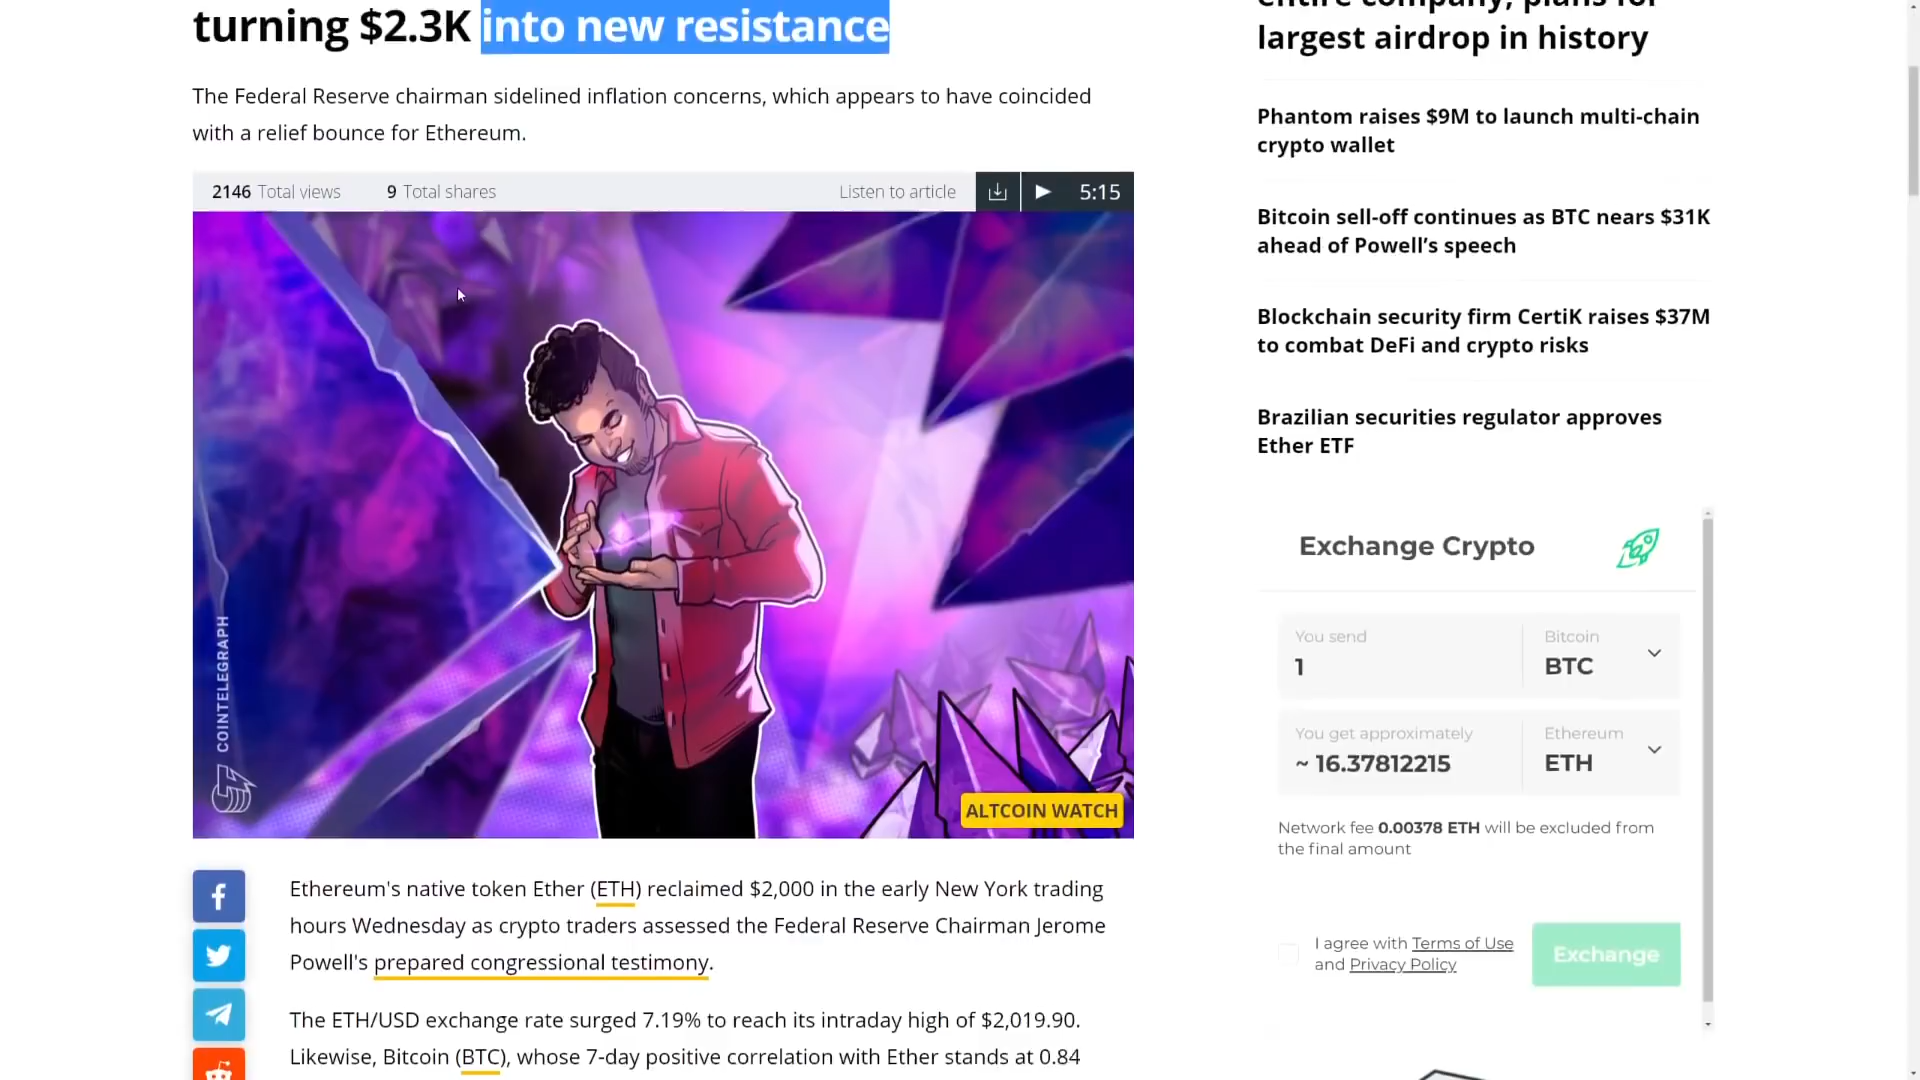 turning $2.3K into new resistance
The Federal Reserve chairman sidelined inflation concerns, which appears to have coincided
with a relief bounce for Ethereum.
2146 Total views
9 Total shares
Listen to article
5:15
COINTELEGRAPH
ALTCOIN WATCH
Ethereum's native token Ether (ETH) reclaimed $2,000 in the early New York trading
hours Wednesday as crypto traders assessed the Federal Reserve Chairman Jerome
Powell's prepared congressional testimony.
The ETH/USD exchange rate surged 7.19% to reach its intraday high of $2,019.90.
Likewise, Bitcoin (BTC), whose 7-day positive correlation with Ether stands at 0.84
entire company, plans for
largest airdrop in history
Phantom raises $9M to launch multi-chain
crypto wallet
Bitcoin sell-off continues as BTC nears $31K
ahead of Powell’s speech
Blockchain security firm CertiK raises $37M
to combat DeFi and crypto risks
Brazilian securities regulator approves
Ether ETF
Exchange Crypto
You send
1
Bitcoin
BTC
You get approximately
~ 16.37812215
Ethereum
ETH
Network fee 0.00378 ETH will be excluded from
the final amount
I agree with Terms of Use
and Privacy Policy
Exchange